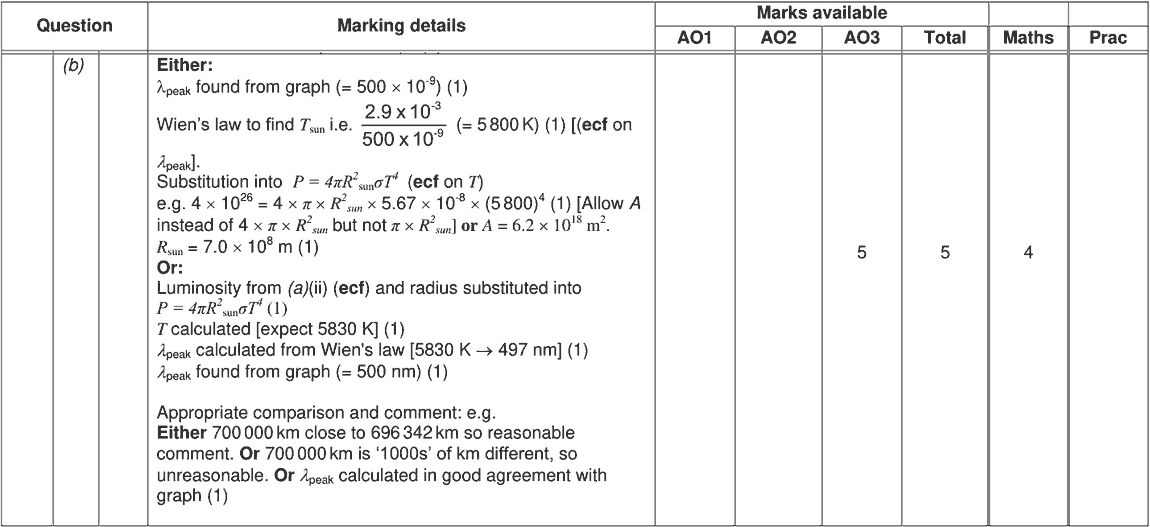 Question
Marking details
Marks available
AO1 AO2 AO3 Total Maths Prac
(b)
Either:
λpeak found from graph (= 500 × 10⁻⁹) (1)
Wien's law to find Tsun i.e. 2.9 x 10⁻³ / 500 x 10⁻⁹ (= 5 800 K) (1) [(ecf on
λpeak].
Substitution into P = 4πR²sunσT⁴ (ecf on T)
e.g. 4 × 10²⁶ = 4 × π × R²sun × 5.67 × 10⁻⁸ × (5 800)⁴ (1) [Allow A
instead of 4 × π × R²sun but not π × R²sun] or A = 6.2 × 10¹⁸ m².
Rsun = 7.0 × 10⁸ m (1)
Or:
Luminosity from (a)(ii) (ecf) and radius substituted into
P = 4πR²sunσT⁴ (1)
T calculated [expect 5830 K] (1)
λpeak calculated from Wien's law [5830 K → 497 nm] (1)
λpeak found from graph (= 500 nm) (1)
Appropriate comparison and comment: e.g.
Either 700 000 km close to 696 342 km so reasonable
comment. Or 700 000 km is '1000s' of km different, so
unreasonable. Or λpeak calculated in good agreement with
graph (1)
5 5 4